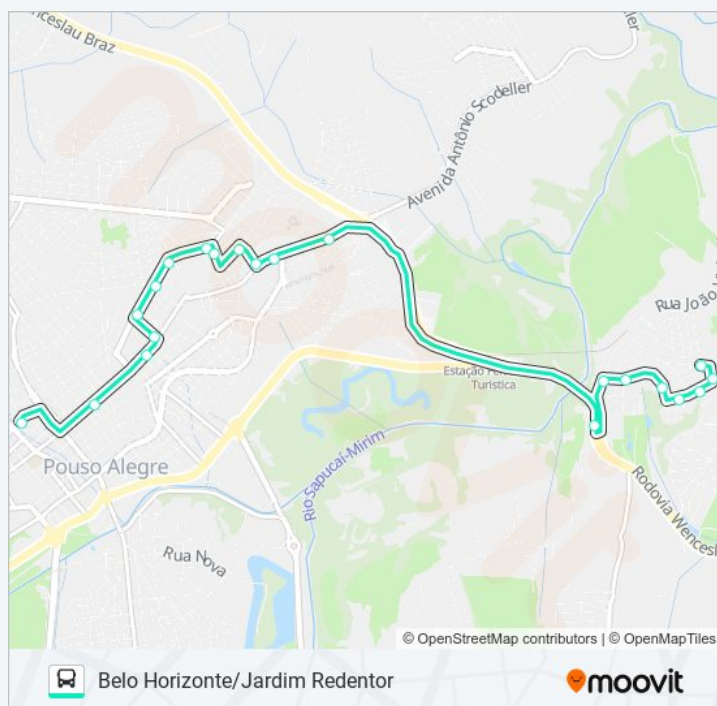 Wenceslau Braz
Avenida Antônio Scodeller
Rua João
Estação
Turística
Pouso Alegre
Rio Sapucaí-Mirim
Rua Nova
Rodovia Wencesl
© OpenStreetMap contributors | © OpenMapTiles
Belo Horizonte/Jardim Redentor
moovit